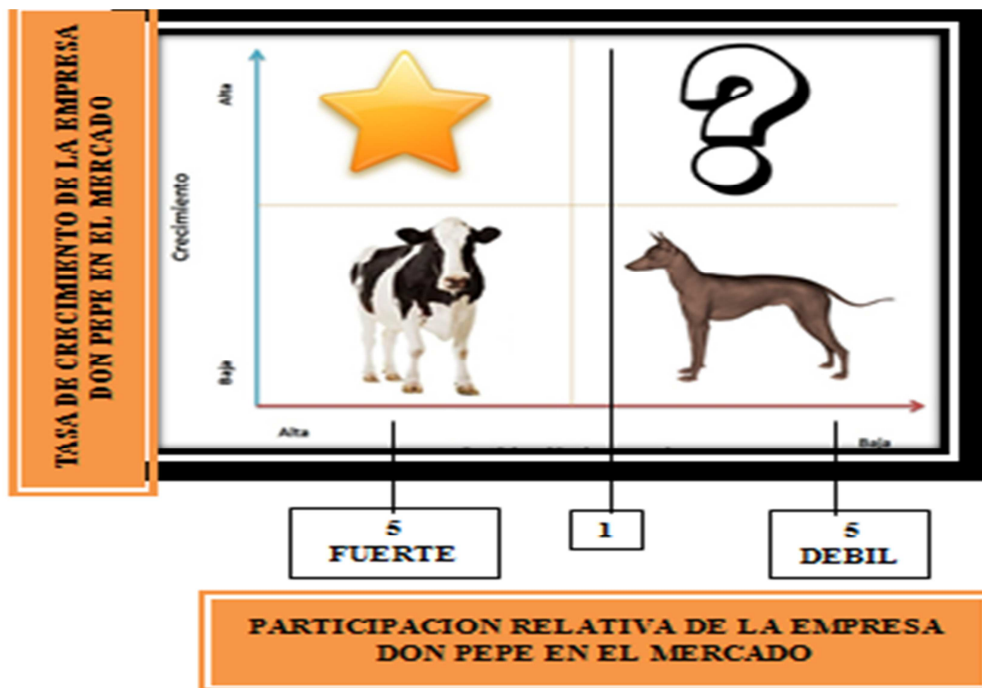 TASA DE CRECIMIENTO DE LA EMPRESA
DON PEPE EN EL MERCADO
Crecimiento
Alta
Baja
Alta
Baja
5
FUERTE
1
5
DEBIL
PARTICIPACION RELATIVA DE LA EMPRESA
DON PEPE EN EL MERCADO